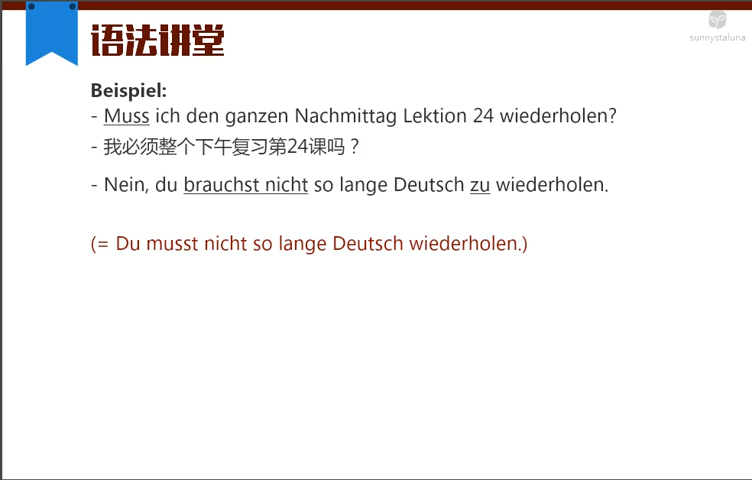 sunnystaluna
语法讲堂
Beispiel:
- Muss ich den ganzen Nachmittag Lektion 24 wiederholen?
- 我必须整个下午复习第24课吗？
- Nein, du brauchst nicht so lange Deutsch zu wiederholen.
(= Du musst nicht so lange Deutsch wiederholen.)